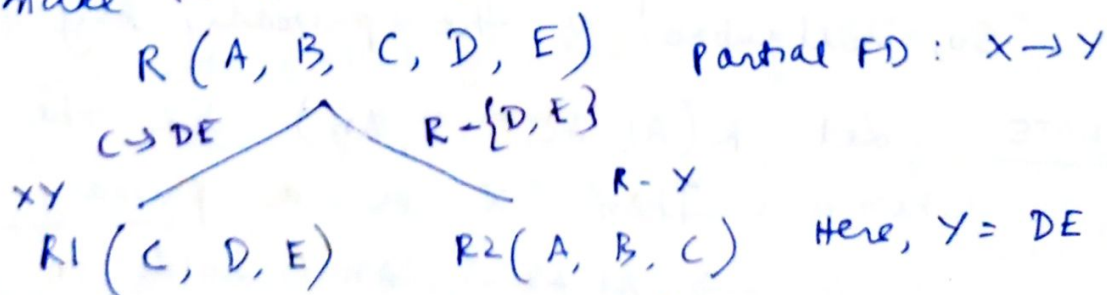 R (A, B, C, D, E) Partial FD : X → Y
C → DE R - {D, E}
XY R - Y
R1 (C, D, E) R2 (A, B, C) Here, Y = DE